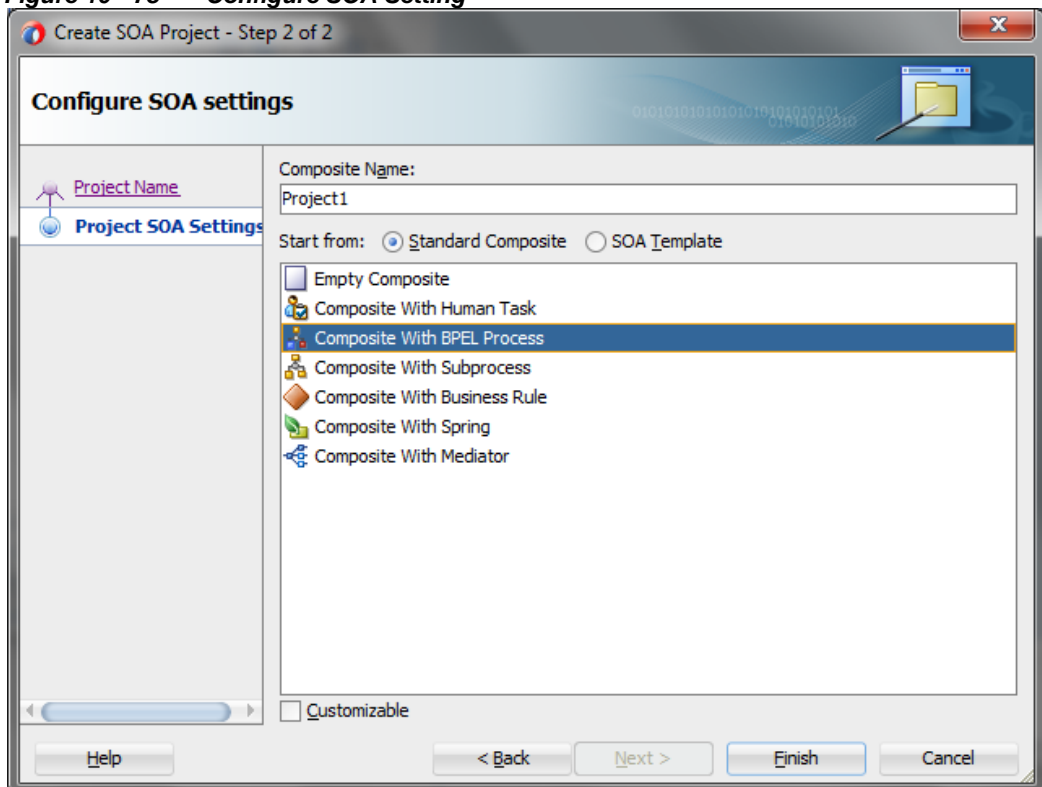 Create SOA Project - Step 2 of 2
Configure SOA settings
Project Name
Project SOA Settings
Composite Name:
Project1
Start from: Standard Composite SOA Template
Empty Composite
Composite With Human Task
Composite With BPEL Process
Composite With Subprocess
Composite With Business Rule
Composite With Spring
Composite With Mediator
Customizable
Help < Back Next > Finish Cancel